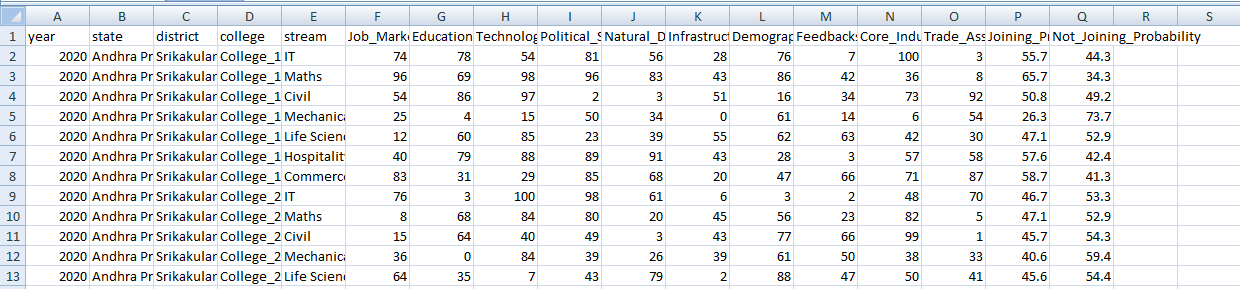 A B C D E F G H I J K L M N O P Q R S
1 year state district college stream Job_Marke Education Technolog Political_S Natural_D Infrastruct Demograp Feedbacks Core_Indu Trade_Ass Joining_Pr Not_Joining_Probability
2 2020 Andhra Pr Srikakular College_1 IT 74 78 54 81 56 28 76 7 100 3 55.7 44.3
3 2020 Andhra Pr Srikakular College_1 Maths 96 69 98 96 83 43 86 42 36 8 65.7 34.3
4 2020 Andhra Pr Srikakular College_1 Civil 54 86 97 2 3 51 16 34 73 92 50.8 49.2
5 2020 Andhra Pr Srikakular College_1 Mechanica 25 4 15 50 34 0 61 14 6 54 26.3 73.7
6 2020 Andhra Pr Srikakular College_1 Life Scienc 12 60 85 23 39 55 62 63 42 30 47.1 52.9
7 2020 Andhra Pr Srikakular College_1 Hospitalit 40 79 88 89 91 43 28 3 57 58 57.6 42.4
8 2020 Andhra Pr Srikakular College_1 Commerce 83 31 29 85 68 20 47 66 71 87 58.7 41.3
9 2020 Andhra Pr Srikakular College_2 IT 76 3 100 98 61 6 3 2 48 70 46.7 53.3
10 2020 Andhra Pr Srikakular College_2 Maths 8 68 84 80 20 45 56 23 82 5 47.1 52.9
11 2020 Andhra Pr Srikakular College_2 Civil 15 64 40 49 3 43 77 66 99 1 45.7 54.3
12 2020 Andhra Pr Srikakular College_2 Mechanica 36 0 84 39 26 39 61 50 38 33 40.6 59.4
13 2020 Andhra Pr Srikakular College_2 Life Scienc 64 35 7 43 79 2 88 47 50 41 45.6 54.4